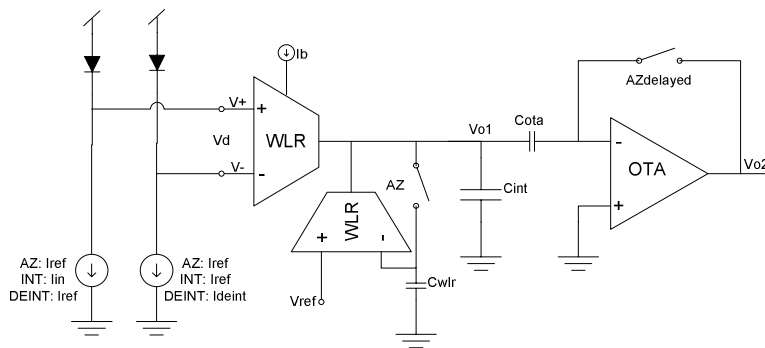 Ib
AZdelayed
V+
+
Vd
WLR
V-
-
Vo1
Cota
-
OTA
+
Vo2
AZ
Cint
WLR
+
-
Vref
Cwlr
AZ: Iref
INT: Iin
DEINT: Iref
AZ: Iref
INT: Iref
DEINT: Ideint